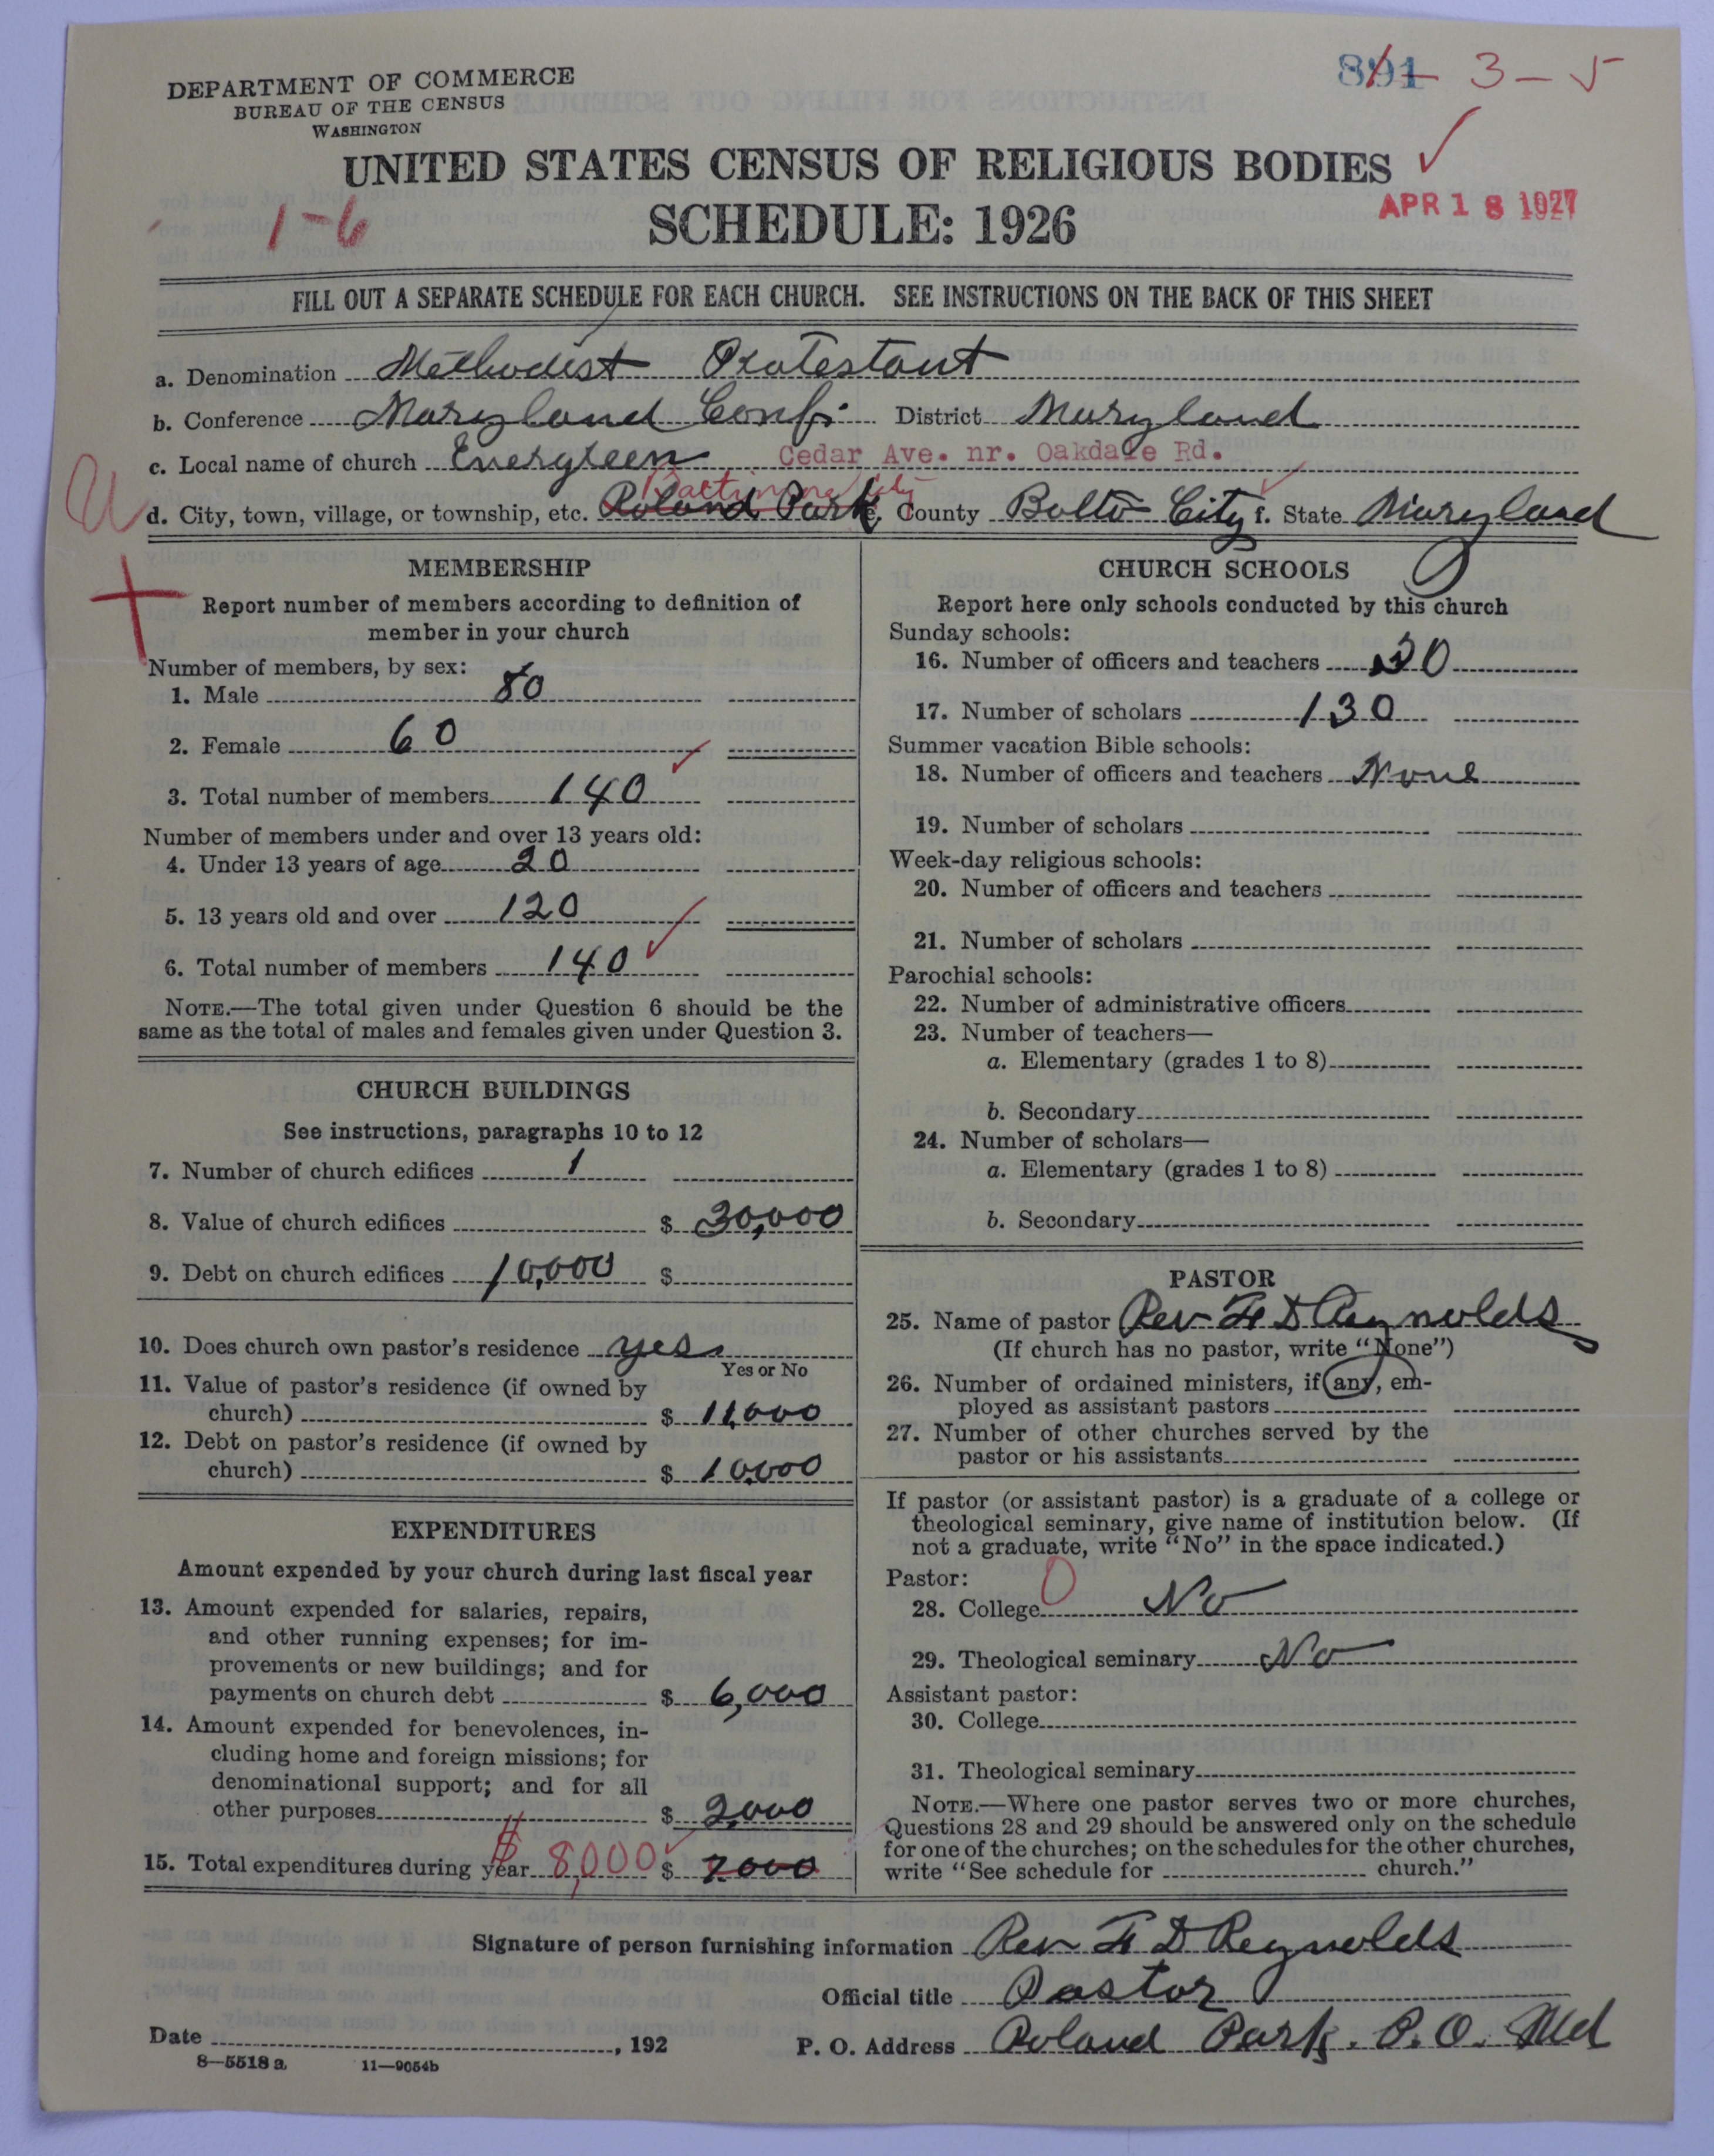 891 3-5
DEPARTMENT OF COMMERCE
BUREAU OF THE CENSUS
WASHINGTON
UNITED STATES CENSUS OF RELIGIOUS BODIES
SCHEDULE: 1926
1-6
APR 18 1927
FILL OUT A SEPARATE SCHEDULE FOR EACH CHURCH. SEE INSTRUCTIONS ON THE BACK OF THIS SHEET
a. Denomination Methodist Protestant
b. Conference Maryland Conf. District Maryland
c. Local name of church Evergreen Cedar Ave. nr. Oakdale Rd.
Baltimore City
d. City, town, village, or township, etc. Roland Park e. County Balto City f. State Maryland
MEMBERSHIP
Report number of members according to definition of
member in your church
Number of members, by sex:
1. Male 80
2. Female 60
3. Total number of members 140
Number of members under and over 13 years old:
4. Under 13 years of age 20
5. 13 years old and over 120
6. Total number of members 140
NOTE.—The total given under Question 6 should be the
same as the total of males and females given under Question 3.
CHURCH BUILDINGS
See instructions, paragraphs 10 to 12
7. Number of church edifices 1
8. Value of church edifices $ 30,000
9. Debt on church edifices 10,000 $
10. Does church own pastor's residence yes
Yes or No
11. Value of pastor's residence (if owned by
church) $ 11,000
12. Debt on pastor's residence (if owned by
church) $ 10,000
EXPENDITURES
Amount expended by your church during last fiscal year
13. Amount expended for salaries, repairs,
and other running expenses; for im-
provements or new buildings; and for
payments on church debt $ 6,000
14. Amount expended for benevolences, in-
cluding home and foreign missions; for
denominational support; and for all
other purposes $ 2,000
15. Total expenditures during year $ 8,000 $ 7000
CHURCH SCHOOLS
Report here only schools conducted by this church
Sunday schools:
16. Number of officers and teachers 20
17. Number of scholars 130
Summer vacation Bible schools:
18. Number of officers and teachers None
19. Number of scholars
Week-day religious schools:
20. Number of officers and teachers
21. Number of scholars
Parochial schools:
22. Number of administrative officers
23. Number of teachers—
a. Elementary (grades 1 to 8)
b. Secondary
24. Number of scholars—
a. Elementary (grades 1 to 8)
b. Secondary
PASTOR
25. Name of pastor Rev F D Reynolds
(If church has no pastor, write "None")
26. Number of ordained ministers, if any, em-
ployed as assistant pastors
27. Number of other churches served by the
pastor or his assistants
If pastor (or assistant pastor) is a graduate of a college or
theological seminary, give name of institution below. (If
not a graduate, write "No" in the space indicated.)
Pastor: 0
28. College No
29. Theological seminary No
Assistant pastor:
30. College
31. Theological seminary
NOTE.—Where one pastor serves two or more churches,
Questions 28 and 29 should be answered only on the schedule
for one of the churches; on the schedules for the other churches,
write "See schedule for church."
Signature of person furnishing information Rev F D Reynolds
Official title Pastor
Date , 192 P. O. Address Roland Park. P.O. Md
8—5518 a 11—9054b